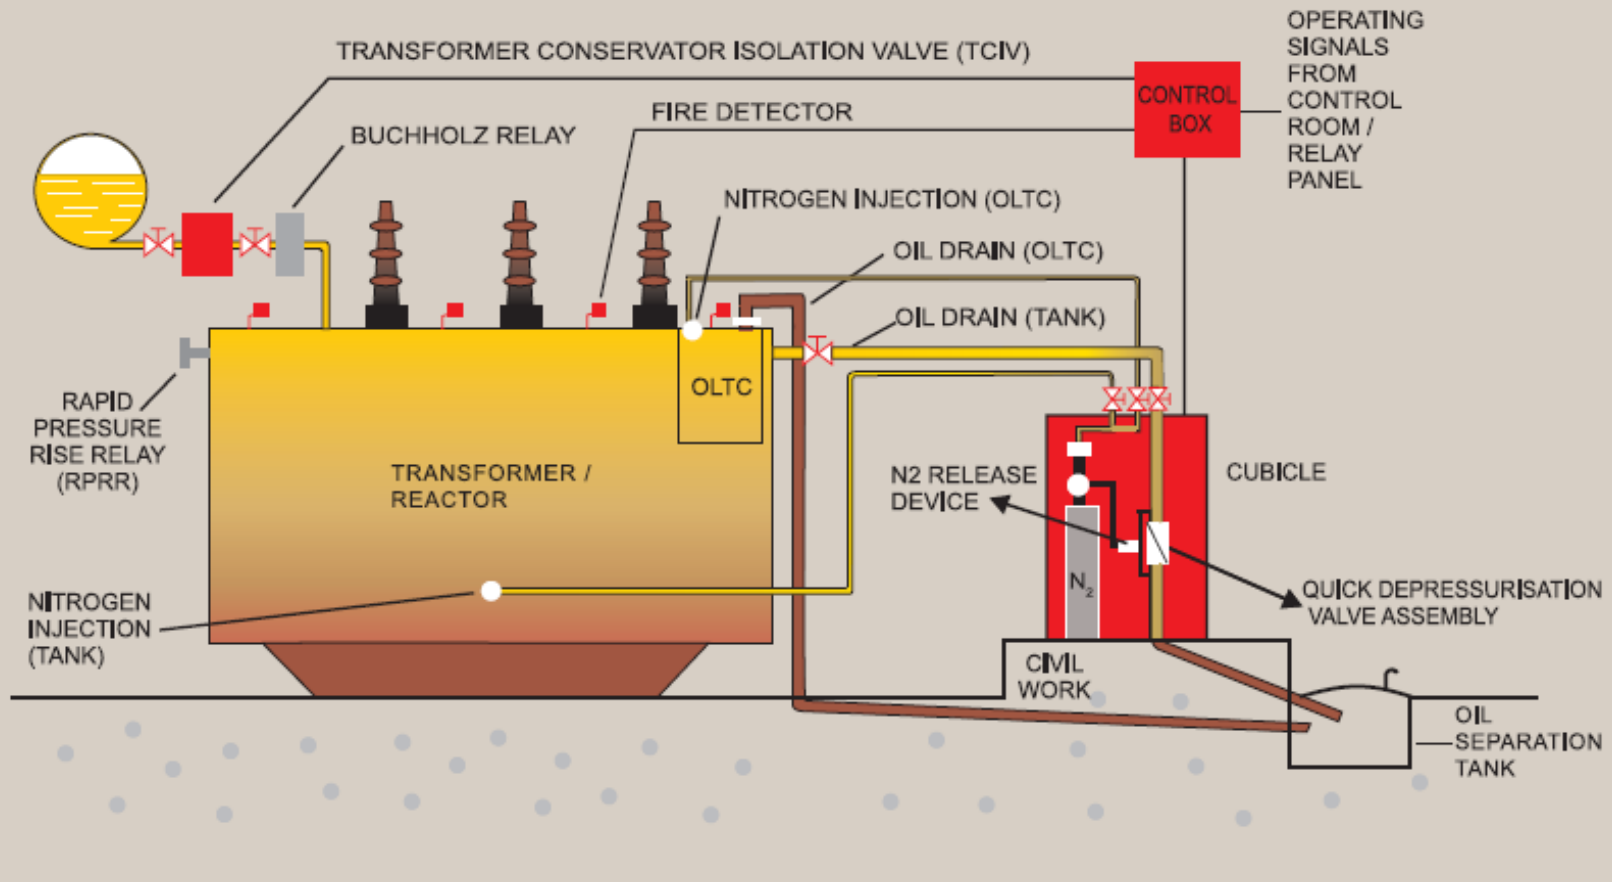 TRANSFORMER CONSERVATOR ISOLATION VALVE (TCIV)
FIRE DETECTOR
BUCHHOLZ RELAY
CONTROL
BOX
OPERATING
SIGNALS
FROM
CONTROL
ROOM /
RELAY
PANEL
NITROGEN INJECTION (OLTC)
OIL DRAIN (OLTC)
OIL DRAIN (TANK)
OLTC
RAPID
PRESSURE
RISE RELAY
(RPRR)
TRANSFORMER /
REACTOR
N2 RELEASE
DEVICE
CUBICLE
N₂
NITROGEN
INJECTION
(TANK)
QUICK DEPRESSURISATION
VALVE ASSEMBLY
CIVIL
WORK
OIL
SEPARATION
TANK